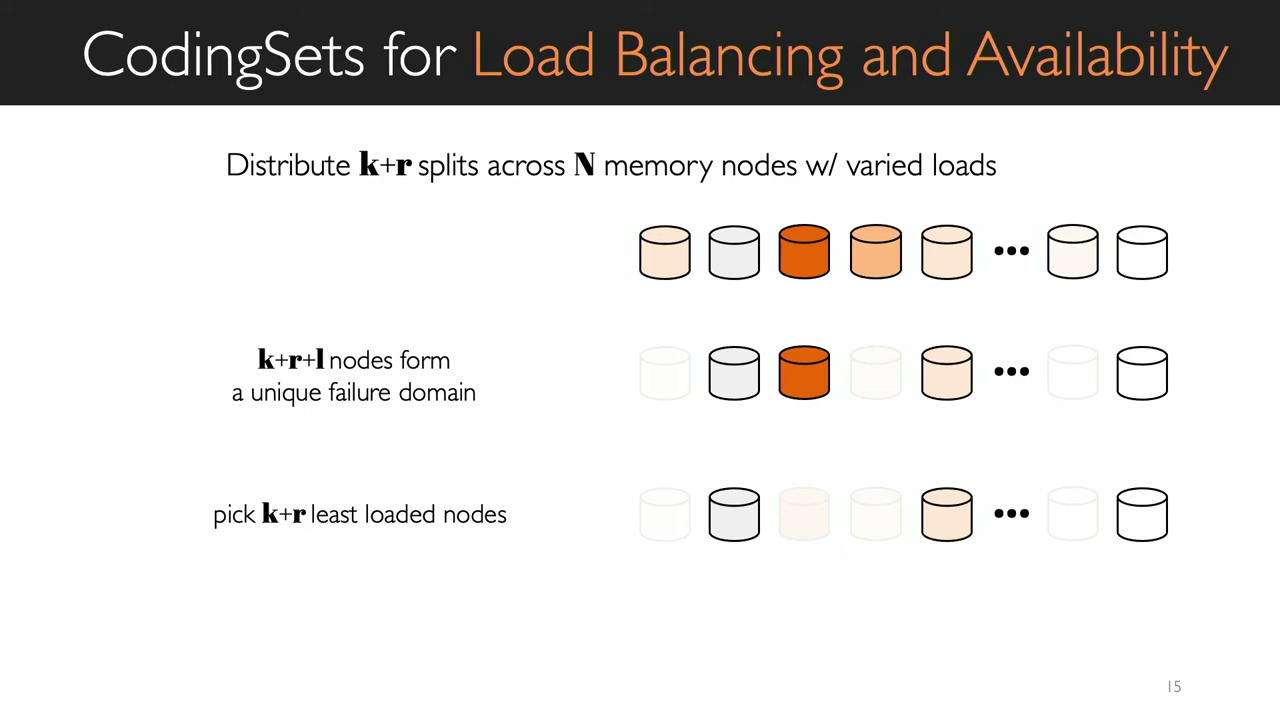 CodingSets for Load Balancing and Availability
Distribute k+r splits across N memory nodes w/ varied loads
•••
k+r+l nodes form
a unique failure domain
•••
pick k+r least loaded nodes
•••
15